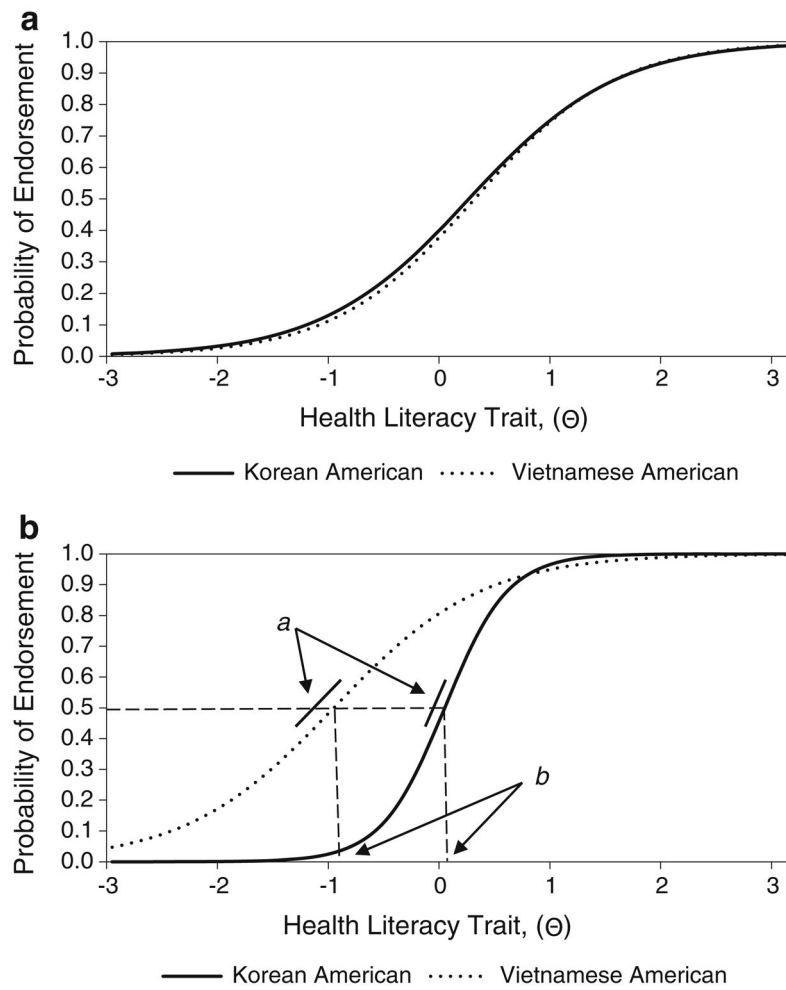 a
Probability of Endorsement
1.0
0.9
0.8
0.7
0.6
0.5
0.4
0.3
0.2
0.1
0.0
-3 -2 -1 0 1 2 3
Health Literacy Trait, (Θ)
Korean American Vietnamese American
b
Probability of Endorsement
1.0
0.9
0.8
0.7
0.6
0.5
0.4
0.3
0.2
0.1
0.0
a
b
-3 -2 -1 0 1 2 3
Health Literacy Trait, (Θ)
Korean American Vietnamese American